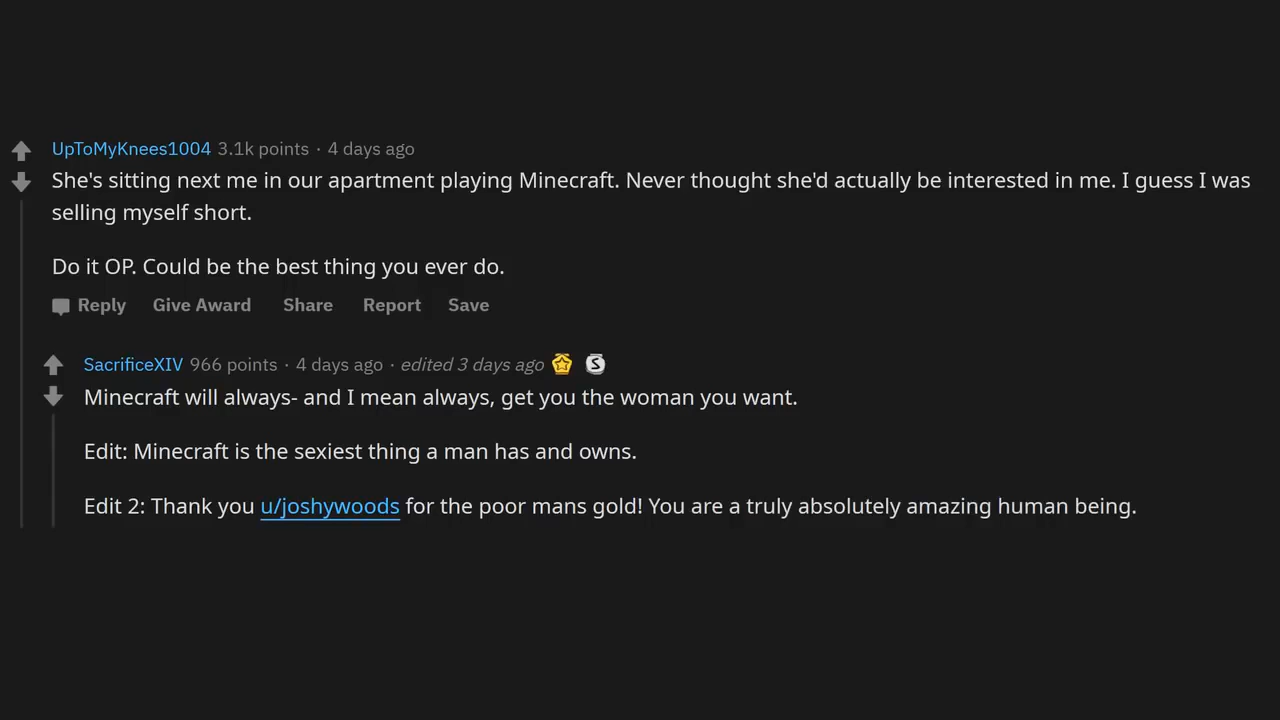 UpToMyKnees1004 3.1k points · 4 days ago
She's sitting next me in our apartment playing Minecraft. Never thought she'd actually be interested in me. I guess I was
selling myself short.
Do it OP. Could be the best thing you ever do.
Reply Give Award Share Report Save
SacrificeXIV 966 points · 4 days ago · edited 3 days ago S
Minecraft will always- and I mean always, get you the woman you want.
Edit: Minecraft is the sexiest thing a man has and owns.
Edit 2: Thank you u/joshywoods for the poor mans gold! You are a truly absolutely amazing human being.